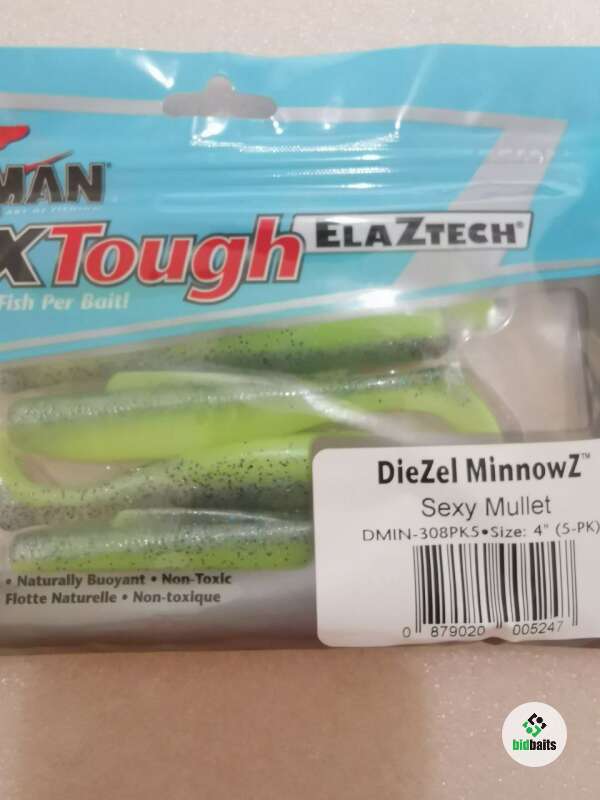 MAN
XTough
ELAZTECH®
Fish Per Bait!
DieZel MinnowZ™
Sexy Mullet
DMIN-308PK5•Size: 4" (5-PK)
• Naturally Buoyant • Non-Toxic
Flotte Naturelle • Non-toxique
0 879020 005247
bidbaits